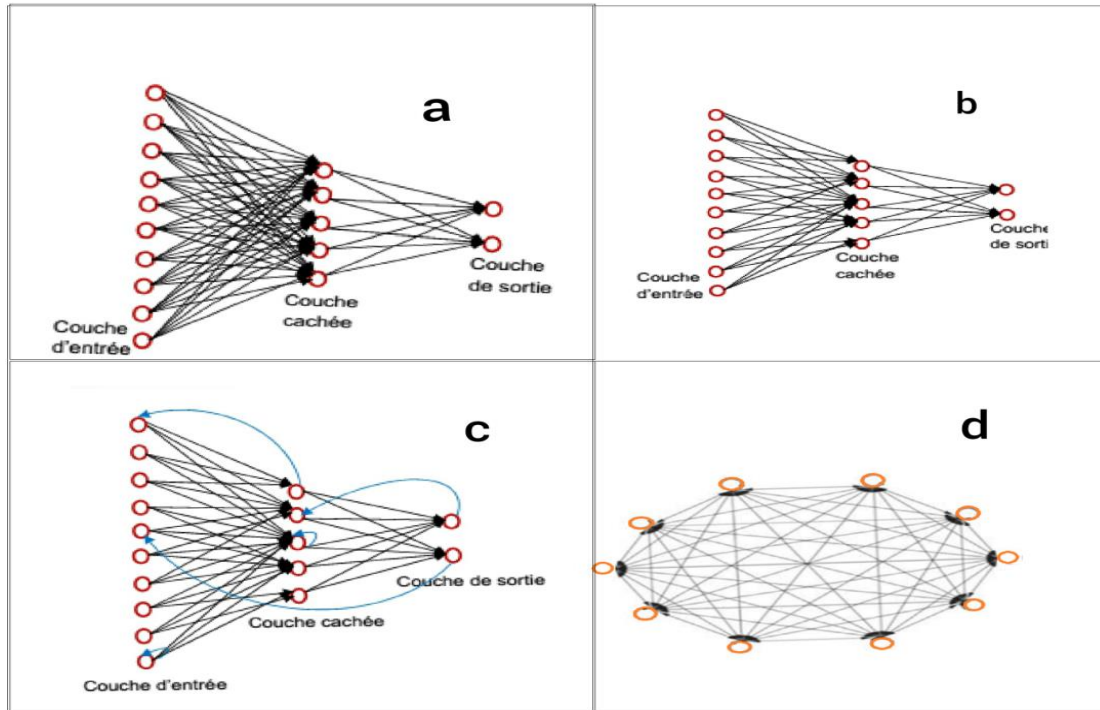 a
Couche
d'entrée
Couche
cachée
Couche
de sortie
b
Couche
d'entrée
Couche
cachée
Couche
de sorti
c
Couche d'entrée
Couche cachée
Couche de sortie
d